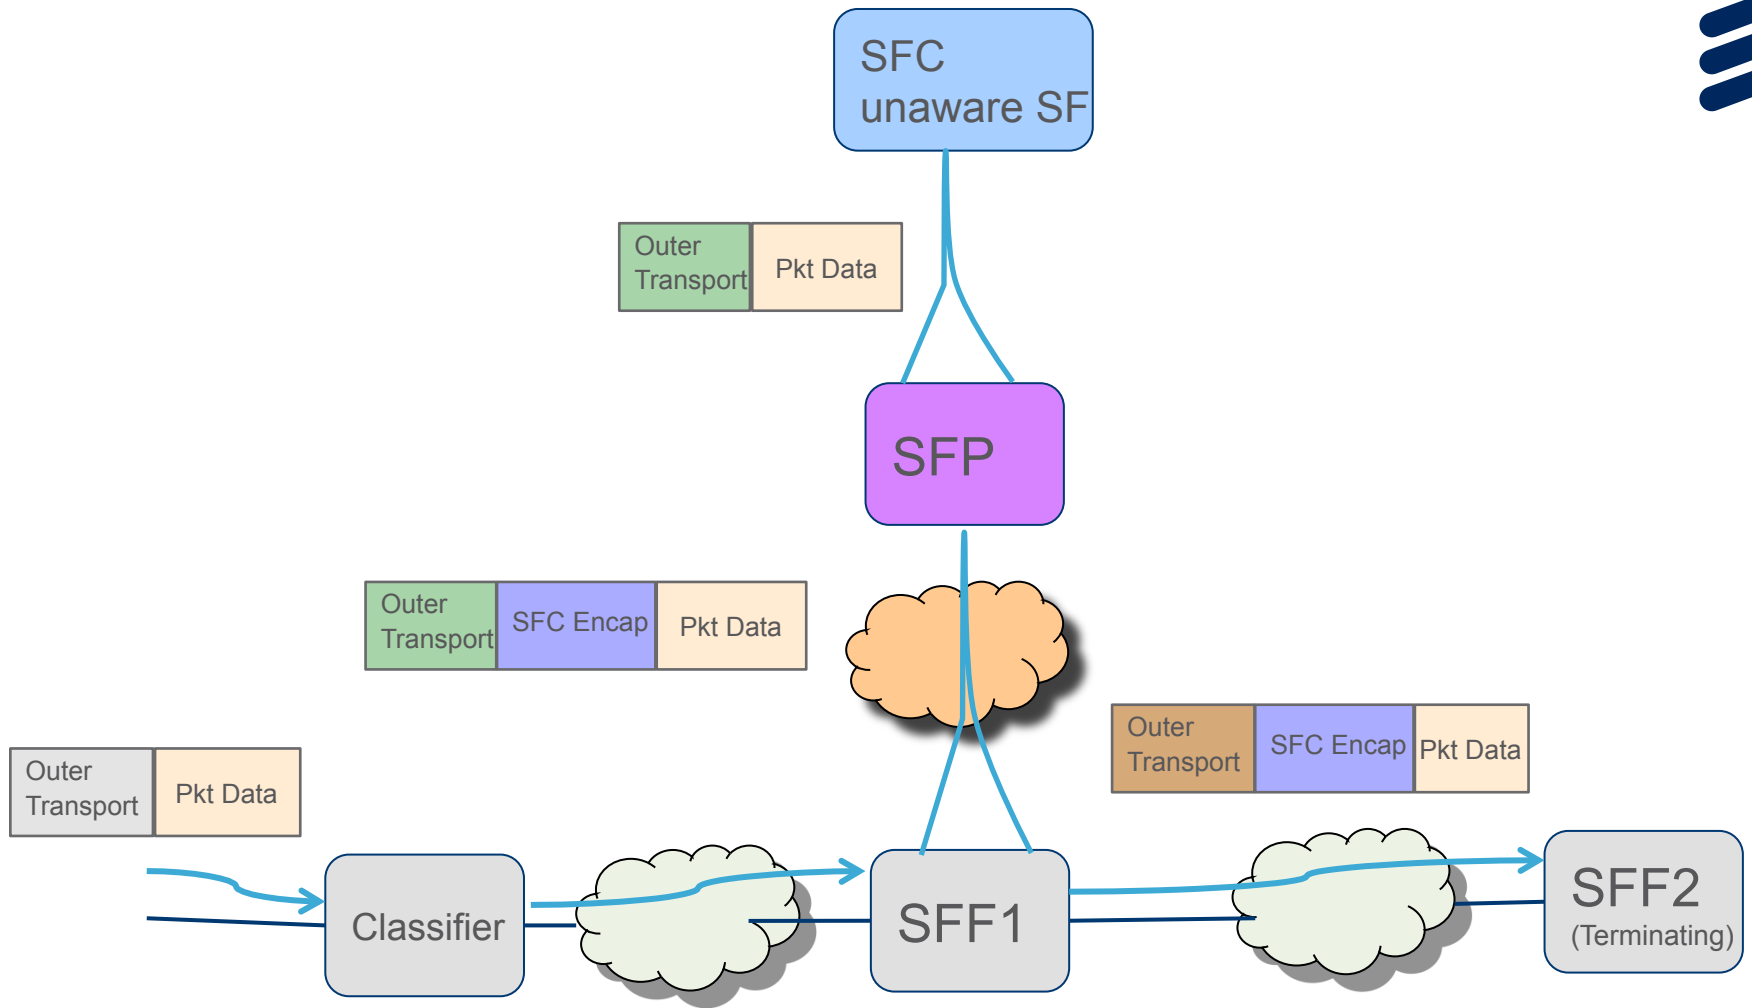 SFC
unaware SF
Outer
Transport
Pkt Data
SFP
Outer
Transport
SFC Encap
Pkt Data
Outer
Transport
SFC Encap
Pkt Data
Outer
Transport
Pkt Data
Classifier
SFF1
SFF2
(Terminating)